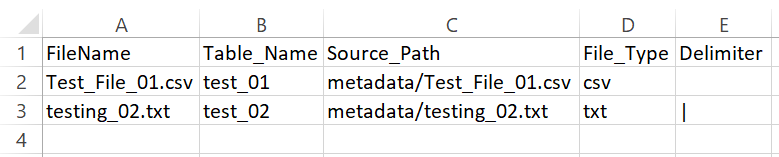 A B C D E
1 FileName Table_Name Source_Path File_Type Delimiter
2 Test_File_01.csv test_01 metadata/Test_File_01.csv csv
3 testing_02.txt test_02 metadata/testing_02.txt txt |
4